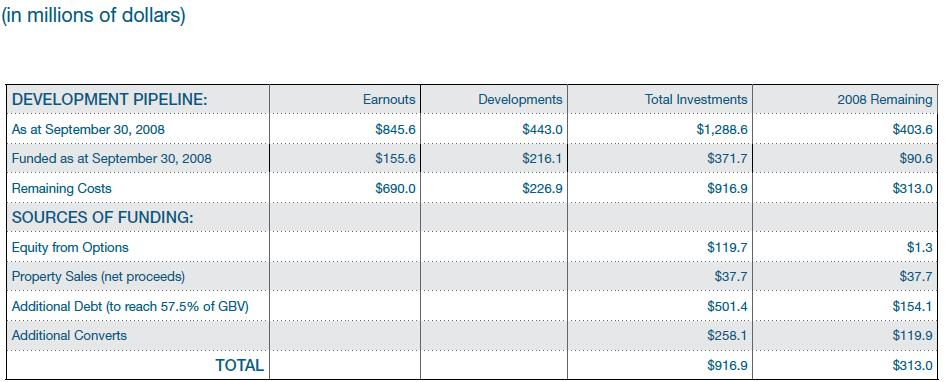 (in millions of dollars)
DEVELOPMENT PIPELINE: Earnouts Developments Total Investments 2008 Remaining
As at September 30, 2008 $845.6 $443.0 $1,288.6 $403.6
Funded as at September 30, 2008 $155.6 $216.1 $371.7 $90.6
Remaining Costs $690.0 $226.9 $916.9 $313.0
SOURCES OF FUNDING:
Equity from Options $119.7 $1.3
Property Sales (net proceeds) $37.7 $37.7
Additional Debt (to reach 57.5% of GBV) $501.4 $154.1
Additional Converts $258.1 $119.9
TOTAL $916.9 $313.0